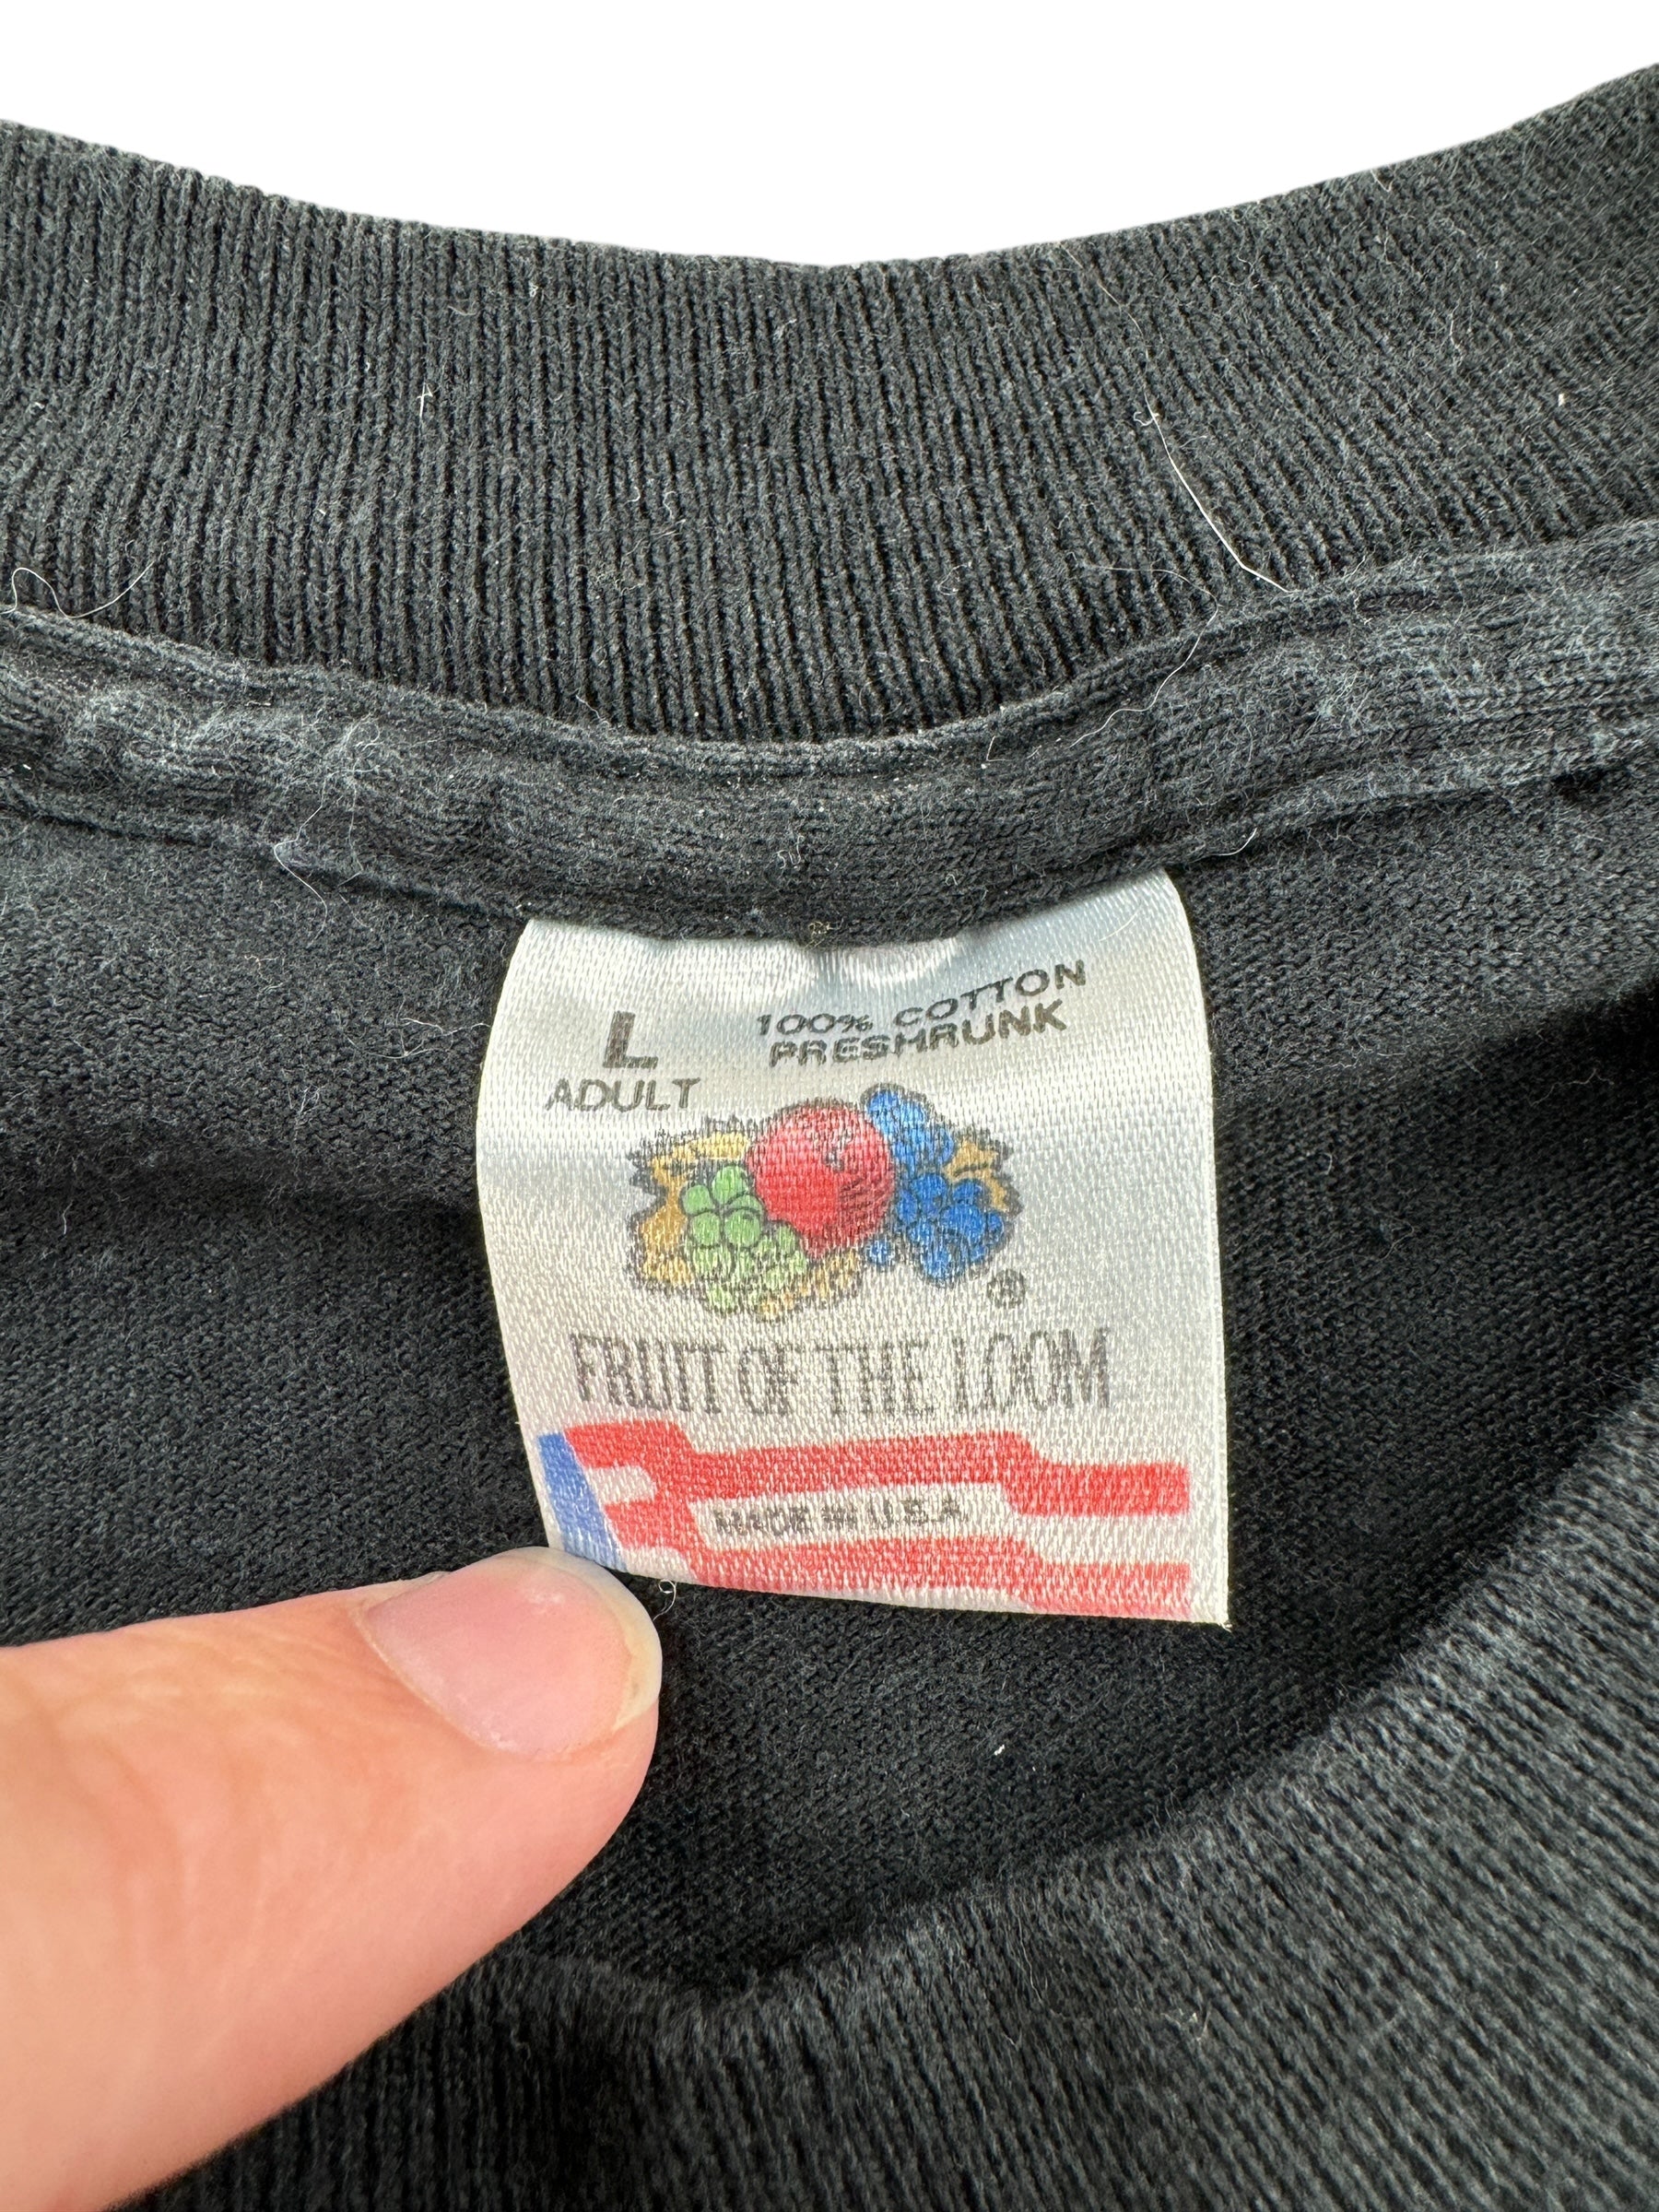 L
ADULT
100% COTTON
PRESHRUNK
®
FRUIT OF THE LOOM
MADE IN U.S.A